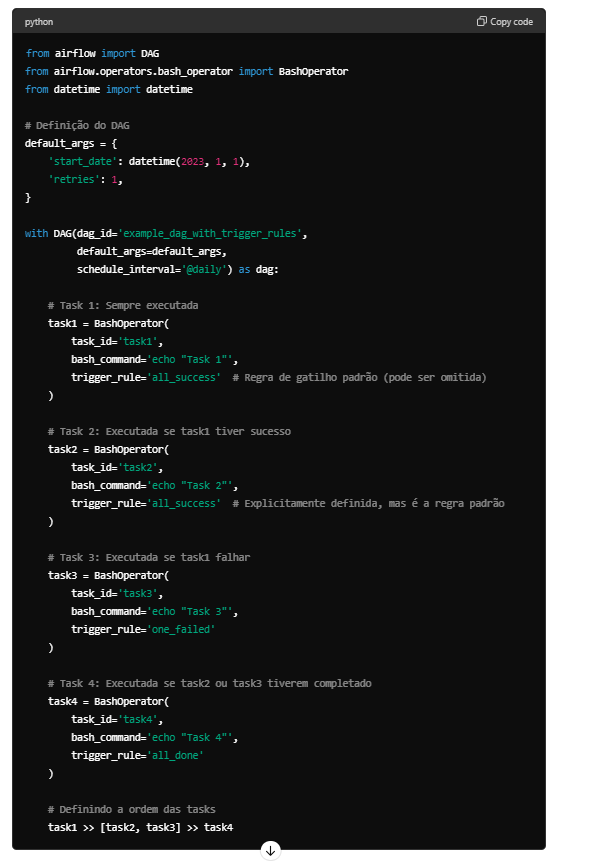 python
Copy code
from airflow import DAG
from airflow.operators.bash_operator import BashOperator
from datetime import datetime

# Definição do DAG
default_args = {
    'start_date': datetime(2023, 1, 1),
    'retries': 1,
}

with DAG(dag_id='example_dag_with_trigger_rules',
         default_args=default_args,
         schedule_interval='@daily') as dag:

    # Task 1: Sempre executada
    task1 = BashOperator(
        task_id='task1',
        bash_command='echo "Task 1"',
        trigger_rule='all_success'  # Regra de gatilho padrão (pode ser omitida)
    )

    # Task 2: Executada se task1 tiver sucesso
    task2 = BashOperator(
        task_id='task2',
        bash_command='echo "Task 2"',
        trigger_rule='all_success'  # Explicitamente definida, mas é a regra padrão
    )

    # Task 3: Executada se task1 falhar
    task3 = BashOperator(
        task_id='task3',
        bash_command='echo "Task 3"',
        trigger_rule='one_failed'
    )

    # Task 4: Executada se task2 ou task3 tiverem completado
    task4 = BashOperator(
        task_id='task4',
        bash_command='echo "Task 4"',
        trigger_rule='all_done'
    )

    # Definindo a ordem das tasks
    task1 >> [task2, task3] >> task4